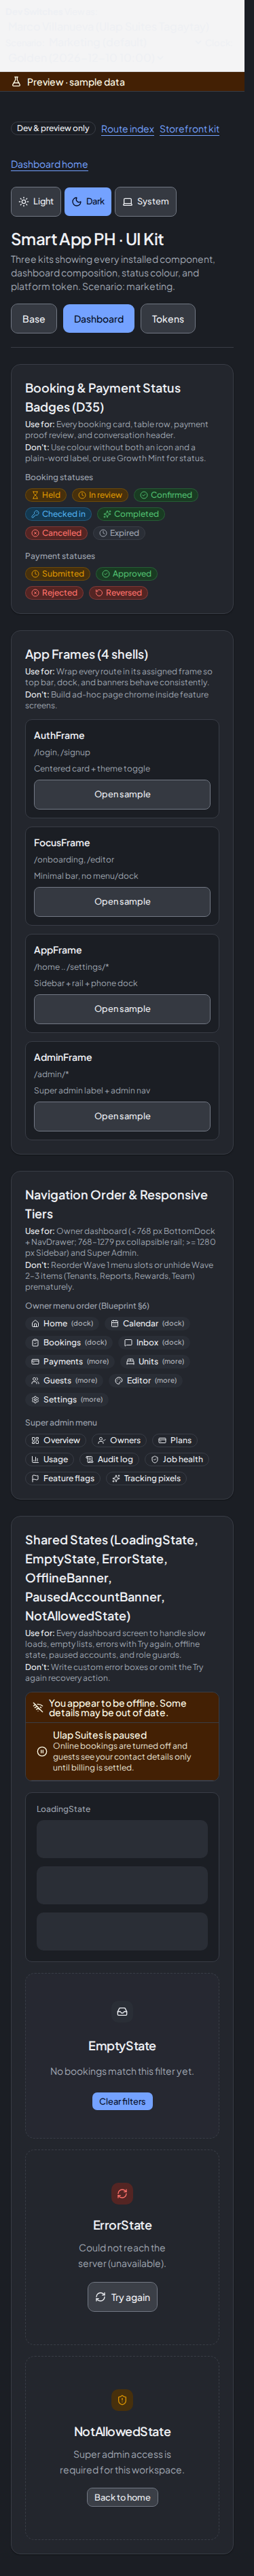 Preview · sample data
Dev & preview only
Route index
Storefront kit
Dashboard home
Light
Dark
System
Smart App PH · UI Kit
Three kits showing every installed component,
dashboard composition, status colour, and
platform token. Scenario: marketing.
Base
Dashboard
Tokens
Booking & Payment Status
Badges (D35)
Use for: Every booking card, table row, payment
proof review, and conversation header.
Don't: Use colour without both an icon and a
plain-word label, or use Growth Mint for status.
Booking statuses
Held
In review
Confirmed
Checked in
Completed
Cancelled
Expired
Payment statuses
Submitted
Approved
Rejected
Reversed
App Frames (4 shells)
Use for: Wrap every route in its assigned frame so
top bar, dock, and banners behave consistently.
Don't: Build ad-hoc page chrome inside feature
screens.
AuthFrame
/login, /signup
Centered card + theme toggle
Open sample
FocusFrame
/onboarding, /editor
Minimal bar, no menu/dock
Open sample
AppFrame
/home .. /settings/*
Sidebar + rail + phone dock
Open sample
AdminFrame
/admin/*
Super admin label + admin nav
Open sample
Navigation Order & Responsive
Tiers
Use for: Owner dashboard (< 768 px BottomDock
+ NavDrawer; 768–1279 px collapsible rail; >= 1280
px Sidebar) and Super Admin.
Don't: Reorder Wave 1 menu slots or unhide Wave
2–3 items (Tenants, Reports, Rewards, Team)
prematurely.
Owner menu order (Blueprint §6)
Home (dock)
Calendar (dock)
Bookings (dock)
Inbox (dock)
Payments (more)
Units (more)
Guests (more)
Editor (more)
Settings (more)
Super admin menu
Overview
Owners
Plans
Usage
Audit log
Job health
Feature flags
Tracking pixels
Shared States (LoadingState,
EmptyState, ErrorState,
OfflineBanner,
PausedAccountBanner,
NotAllowedState)
Use for: Every dashboard screen to handle slow
loads, empty lists, errors with Try again, offline
state, paused accounts, and role guards.
Don't: Write custom error boxes or omit the Try
again recovery action.
You appear to be offline. Some
details may be out of date.
Ulap Suites is paused
Online bookings are turned off and
guests see your contact details only
until billing is settled.
LoadingState
EmptyState
No bookings match this filter yet.
Clear filters
ErrorState
Could not reach the
server (unavailable).
Try again
NotAllowedState
Super admin access is
required for this workspace.
Back to home